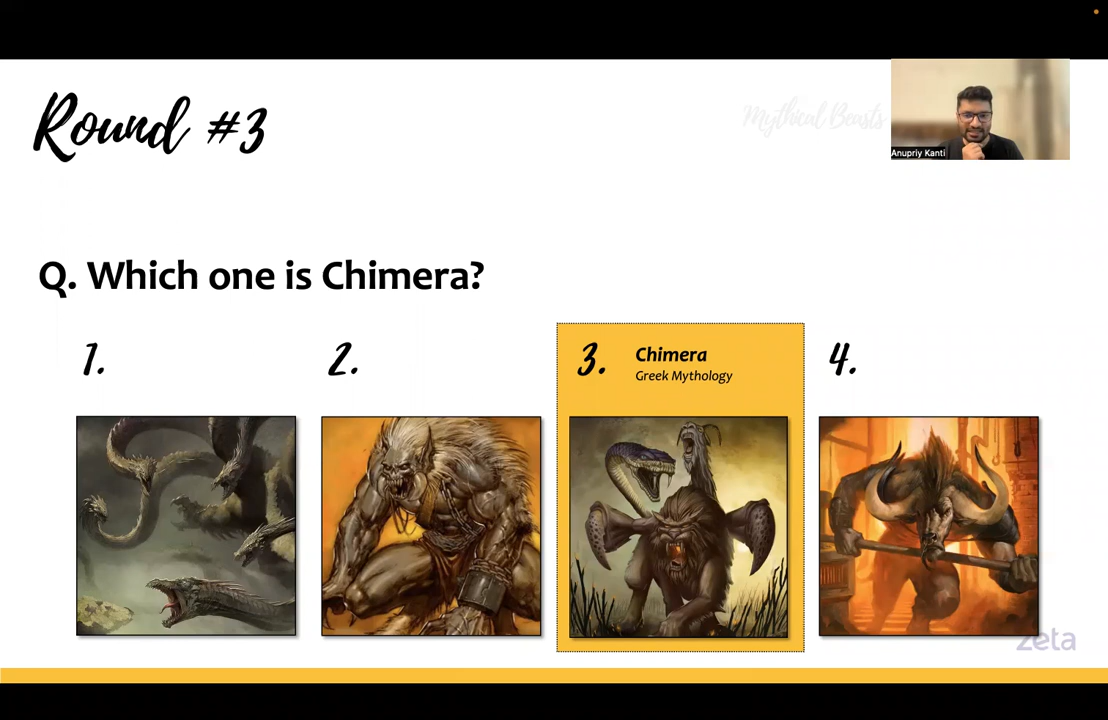 Round #3
Mythical Beasts
Anupriy Kanti
Q. Which one is Chimera?
1.
2.
3.
Chimera
Greek Mythology
4.
zeta